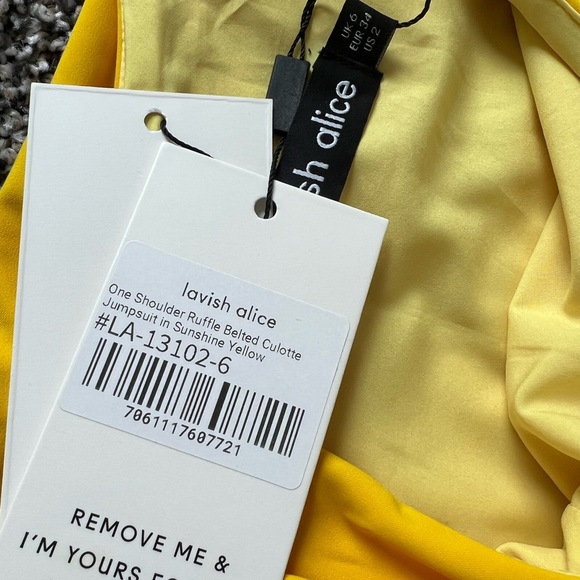 UK 6
EUR 34
US 2
sh alice
lavish alice
One Shoulder Ruffle Belted Culotte
Jumpsuit in Sunshine Yellow
#LA-13102-6
7061117607721
REMOVE ME &
I'M YOURS